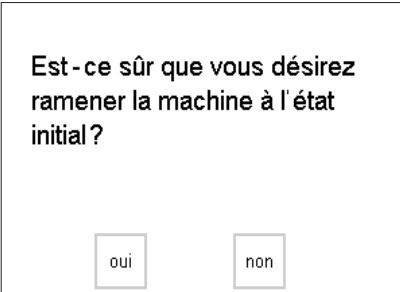 Est-ce sûr que vous désirez
ramener la machine à l'état
initial?
oui
non